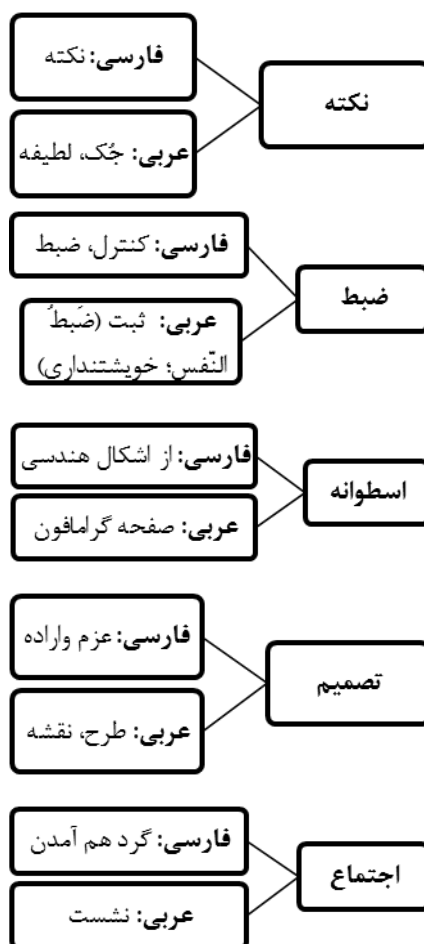 نکته
فارسی: نکته
عربی: جُک، لطیفه
ضبط
فارسی: کنترل، ضبط
عربی: ثبت (ضَبطُ
النّفس؛ خویشتنداری)
اسطوانه
فارسی: از اشکال هندسی
عربی: صفحه گرامافون
تصمیم
فارسی: عزم واراده
عربی: طرح، نقشه
اجتماع
فارسی: گرد هم آمدن
عربی: نشست